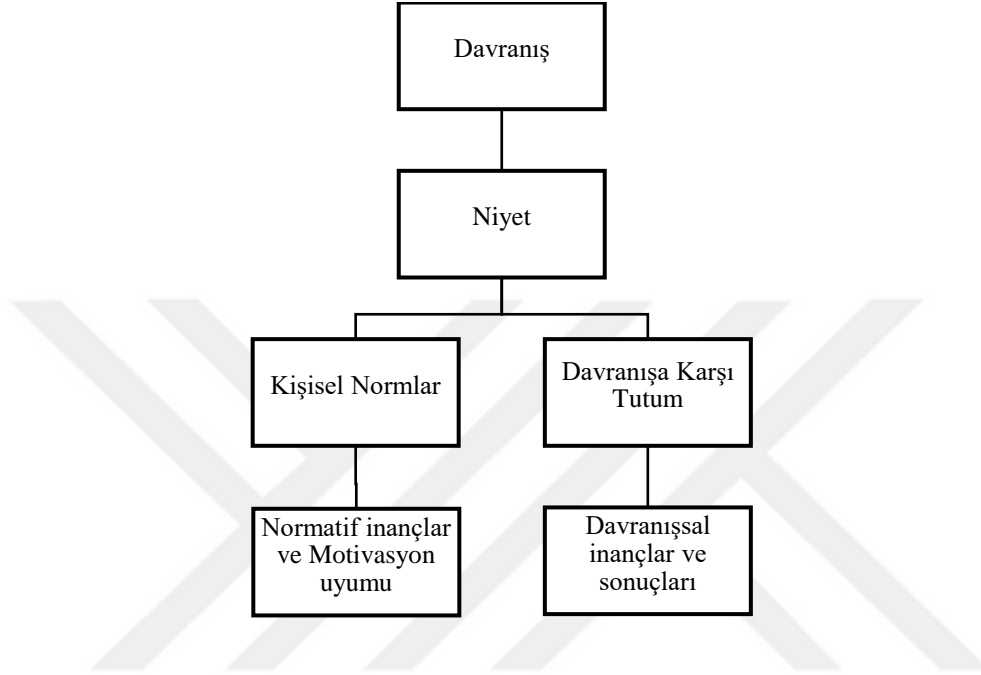 Davranış
Niyet
Kişisel Normlar
Davranışa Karşı
Tutum
Normatif inançlar
ve Motivasyon
uyumu
Davranışsal
inançlar ve
sonuçları